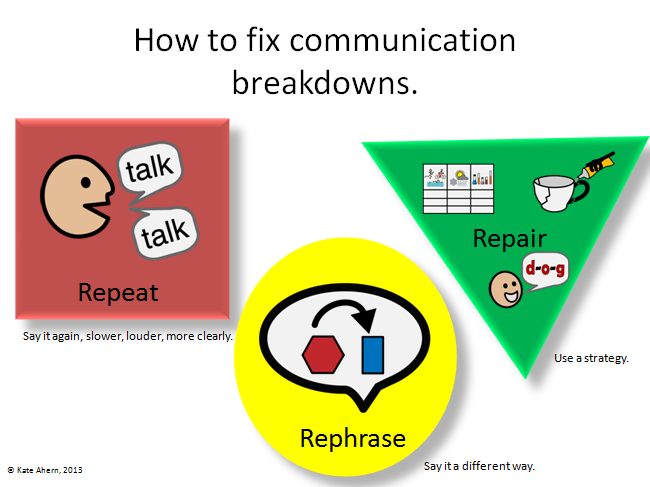 How to fix communication
breakdowns.
talk
talk
Repeat
Say it again, slower, louder, more clearly.
Repair
d-o-g
Use a strategy.
Rephrase
Say it a different way.
© Kate Ahern, 2013